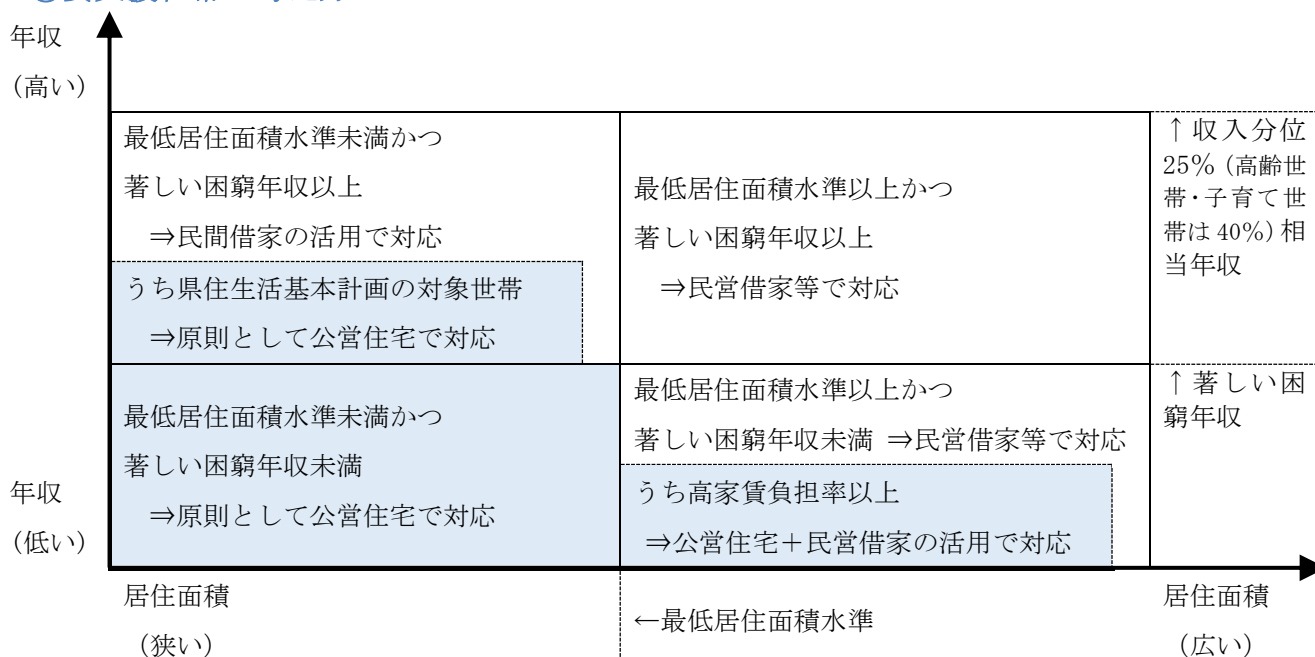 年収
（高い）
最低居住面積水準未満かつ
著しい困窮年収以上
⇒民間借家の活用で対応
うち県住生活基本計画の対象世帯
⇒原則として公営住宅で対応
最低居住面積水準以上かつ
著しい困窮年収以上
⇒民営借家等で対応
↑収入分位
25％（高齢世
帯・子育て世
帯は 40％）相
当年収
最低居住面積水準未満かつ
著しい困窮年収未満
⇒原則として公営住宅で対応
最低居住面積水準以上かつ
著しい困窮年収未満 ⇒民営借家等で対応
うち高家賃負担率以上
⇒公営住宅＋民営借家の活用で対応
↑著しい困
窮年収
年収
（低い）
居住面積
（狭い）
←最低居住面積水準
居住面積
（広い）